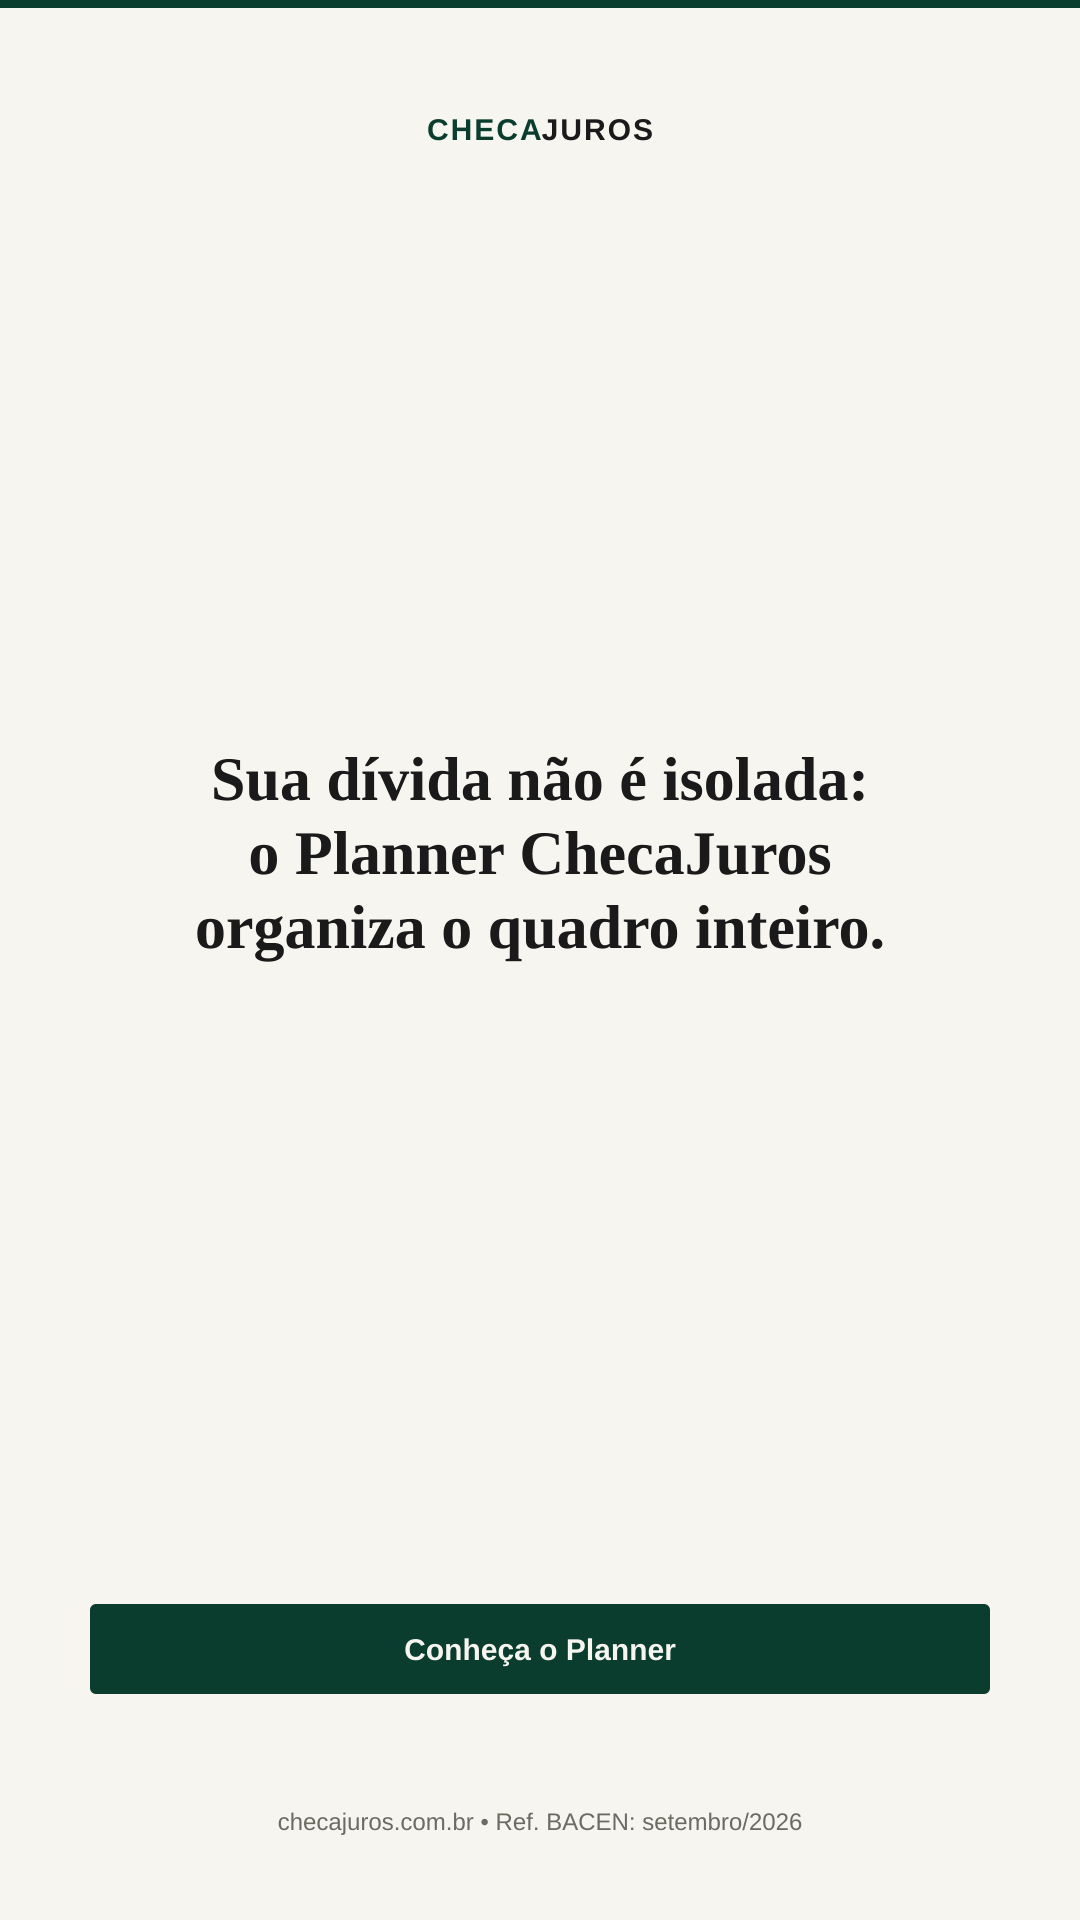 CHECAJUROS
Sua dívida não é isolada:
o Planner ChecaJuros
organiza o quadro inteiro.
Conheça o Planner
checajuros.com.br • Ref. BACEN: setembro/2026